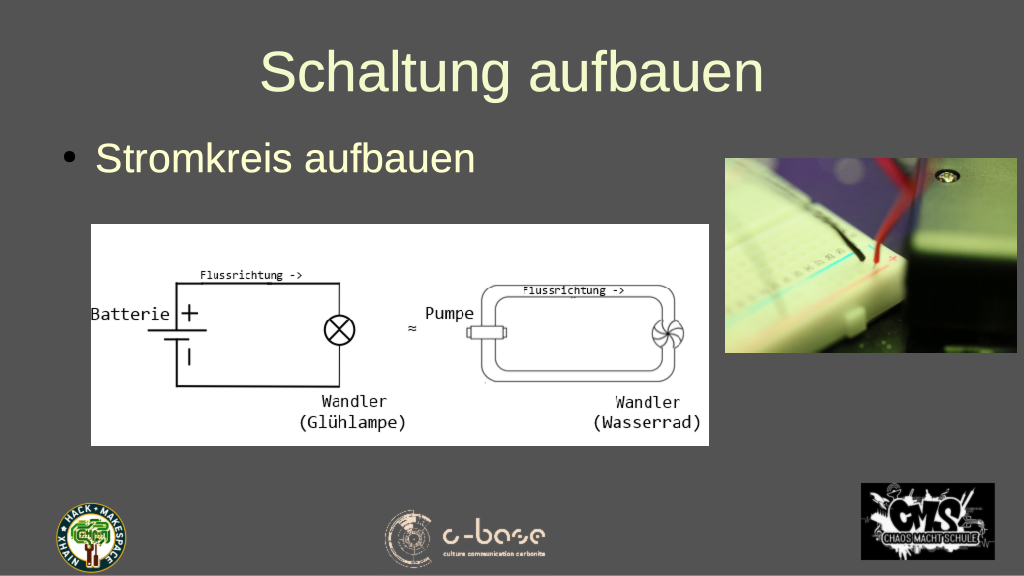 Schaltung aufbauen
• Stromkreis aufbauen
Flussrichtung ->
Batterie +
Wandler
(Glühlampe)
≈
Pumpe
Flussrichtung ->
Wandler
(Wasserrad)
XHAIN HACK+MAKESPACE
c-base
culture communication carbonite
CMS
CHAOS MACHT SCHULE